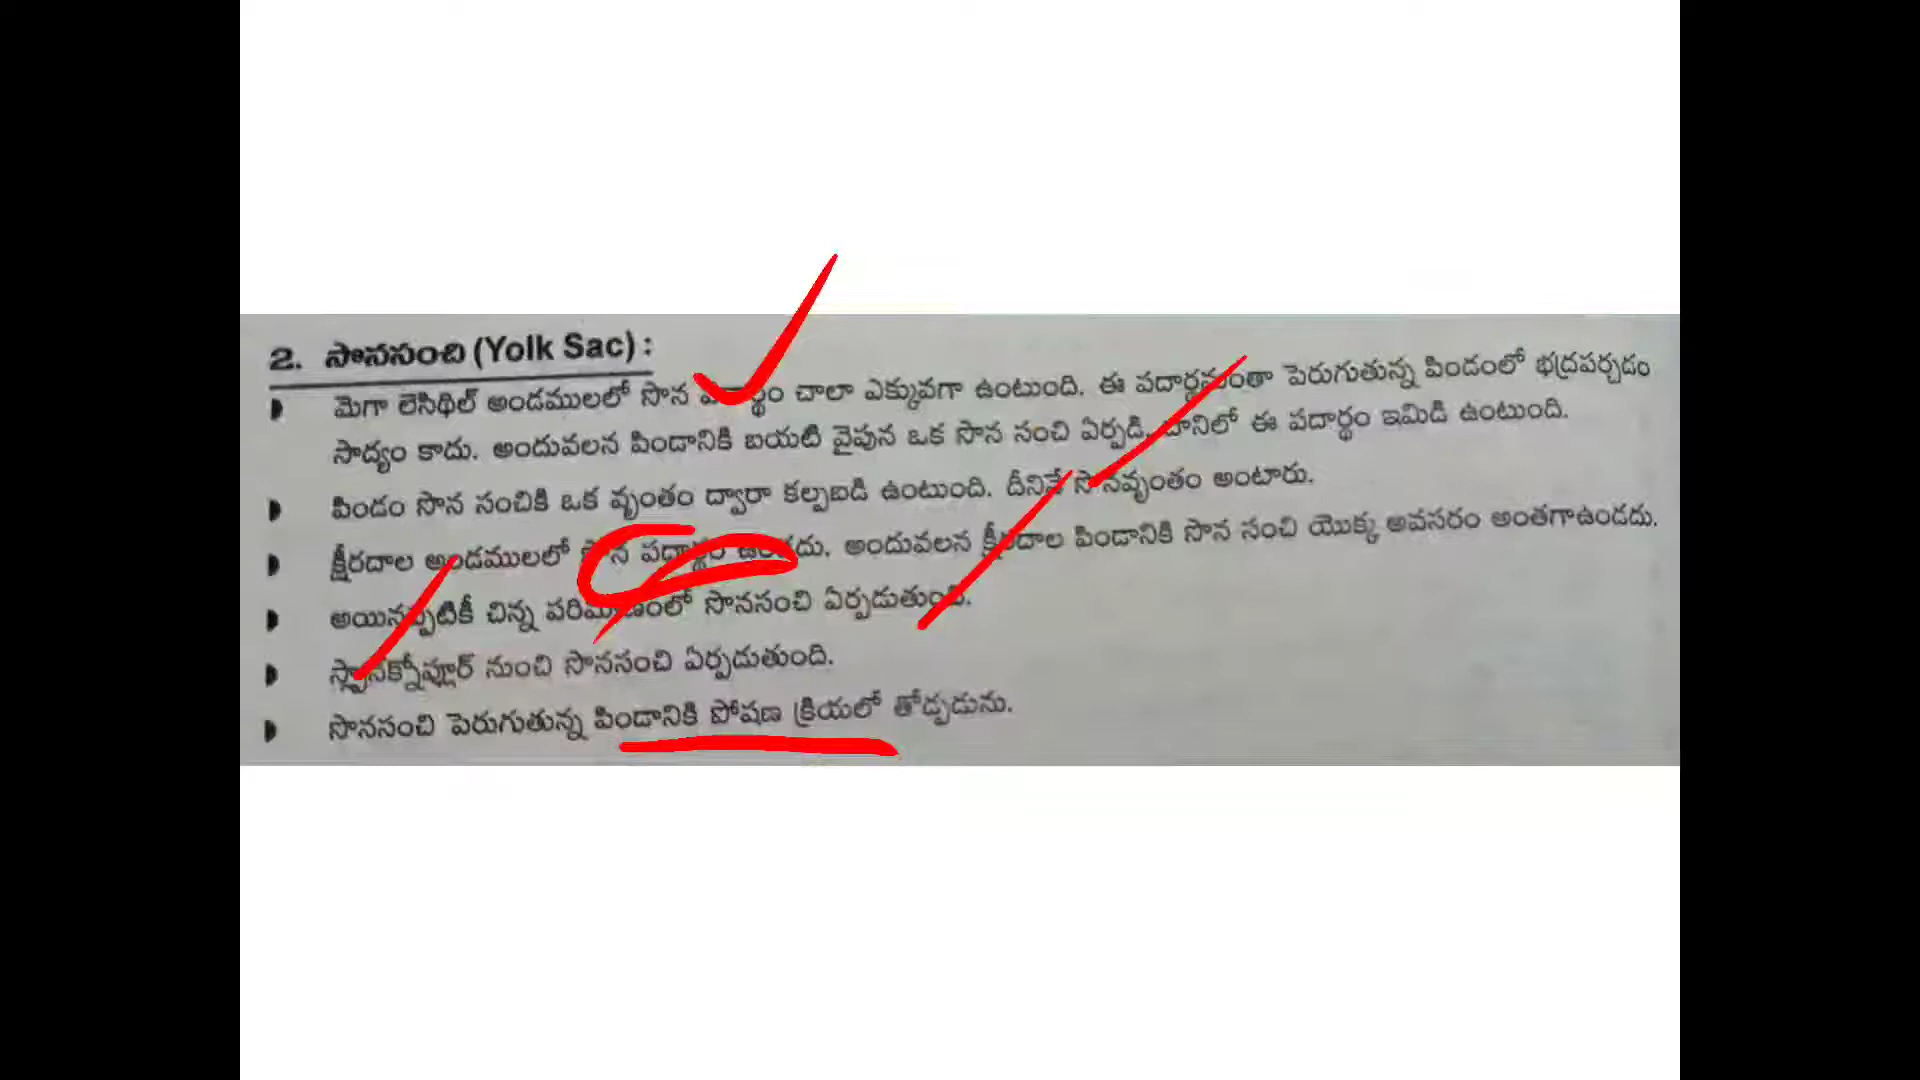 2. సొనసంచి (Yolk Sac) :
మెగా లెసిథిల్ అండములలో సొన పదార్థం చాలా ఎక్కువగా ఉంటుంది. ఈ పదార్థమంతా పెరుగుతున్న పిండంలో భద్రపర్చడం
సాద్యం కాదు. అందువలన పిండానికి బయటి వైపున ఒక సొన సంచి ఏర్పడి, దానిలో ఈ పదార్థం ఇమిడి ఉంటుంది.
పిండం సొన సంచికి ఒక వృంతం ద్వారా కల్పబడి ఉంటుంది. దీనినే సొనవృంతం అంటారు.
క్షీరదాల అండములలో సొన పదార్థం ఉండదు. అందువలన క్షీరదాల పిండానికి సొన సంచి యొక్క అవసరం అంతగాఉండదు.
అయినప్పటికీ చిన్న పరిమాణంలో సొనసంచి ఏర్పడుతుంది.
స్ప్లాన్‌క్నోప్లూర్ నుంచి సొనసంచి ఏర్పడుతుంది.
సొనసంచి పెరుగుతున్న పిండానికి పోషణ క్రియలో తోడ్పడును.